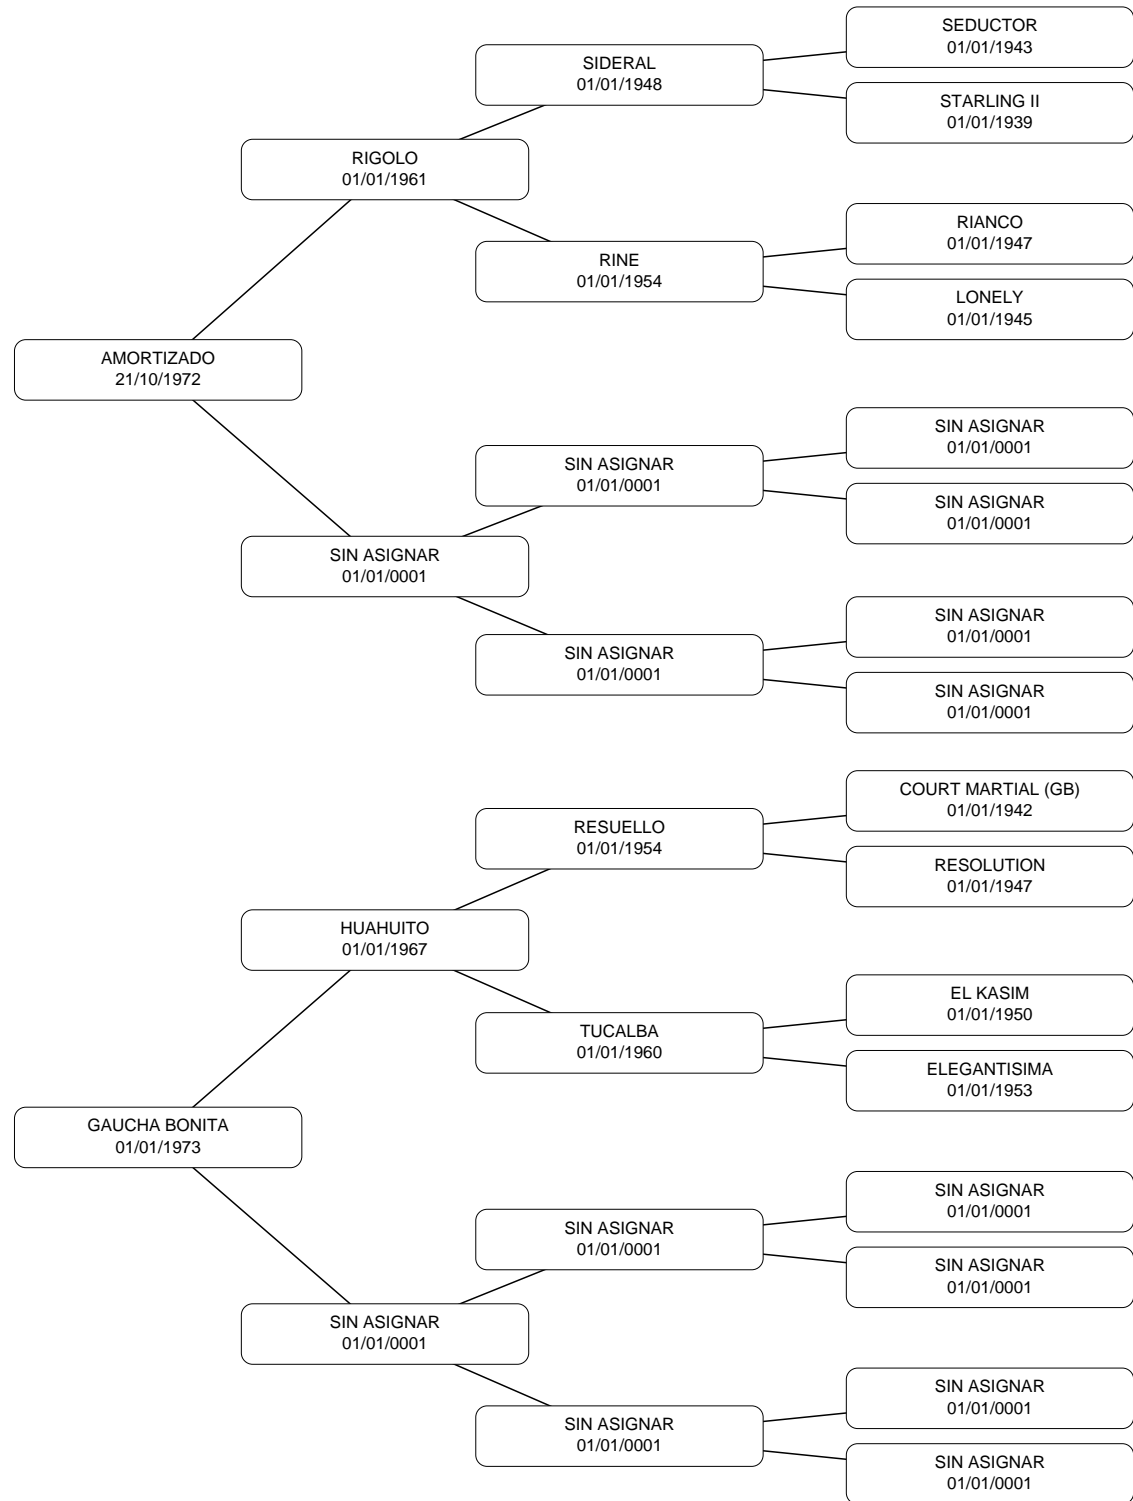 SEDUCTOR
01/01/1943
SIDERAL
01/01/1948
STARLING II
01/01/1939
RIGOLO
01/01/1961
RIANCO
01/01/1947
RINE
01/01/1954
LONELY
01/01/1945
AMORTIZADO
21/10/1972
SIN ASIGNAR
01/01/0001
SIN ASIGNAR
01/01/0001
SIN ASIGNAR
01/01/0001
SIN ASIGNAR
01/01/0001
SIN ASIGNAR
01/01/0001
SIN ASIGNAR
01/01/0001
SIN ASIGNAR
01/01/0001
COURT MARTIAL (GB)
01/01/1942
RESUELLO
01/01/1954
RESOLUTION
01/01/1947
HUAHUITO
01/01/1967
EL KASIM
01/01/1950
TUCALBA
01/01/1960
ELEGANTISIMA
01/01/1953
GAUCHA BONITA
01/01/1973
SIN ASIGNAR
01/01/0001
SIN ASIGNAR
01/01/0001
SIN ASIGNAR
01/01/0001
SIN ASIGNAR
01/01/0001
SIN ASIGNAR
01/01/0001
SIN ASIGNAR
01/01/0001
SIN ASIGNAR
01/01/0001